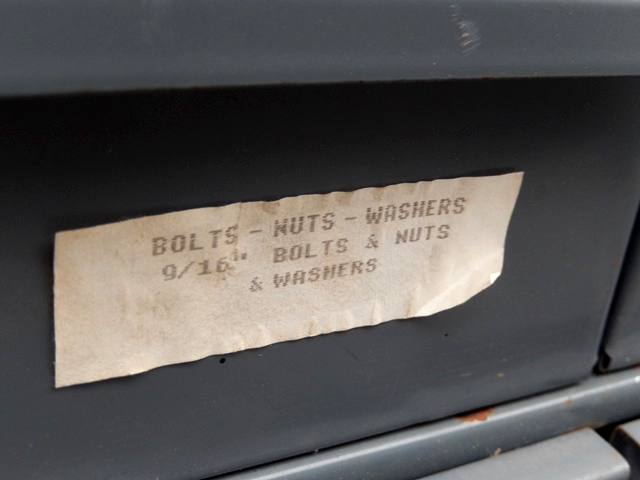 BOLTS - NUTS - WASHERS
9/16" BOLTS & NUTS
& WASHERS